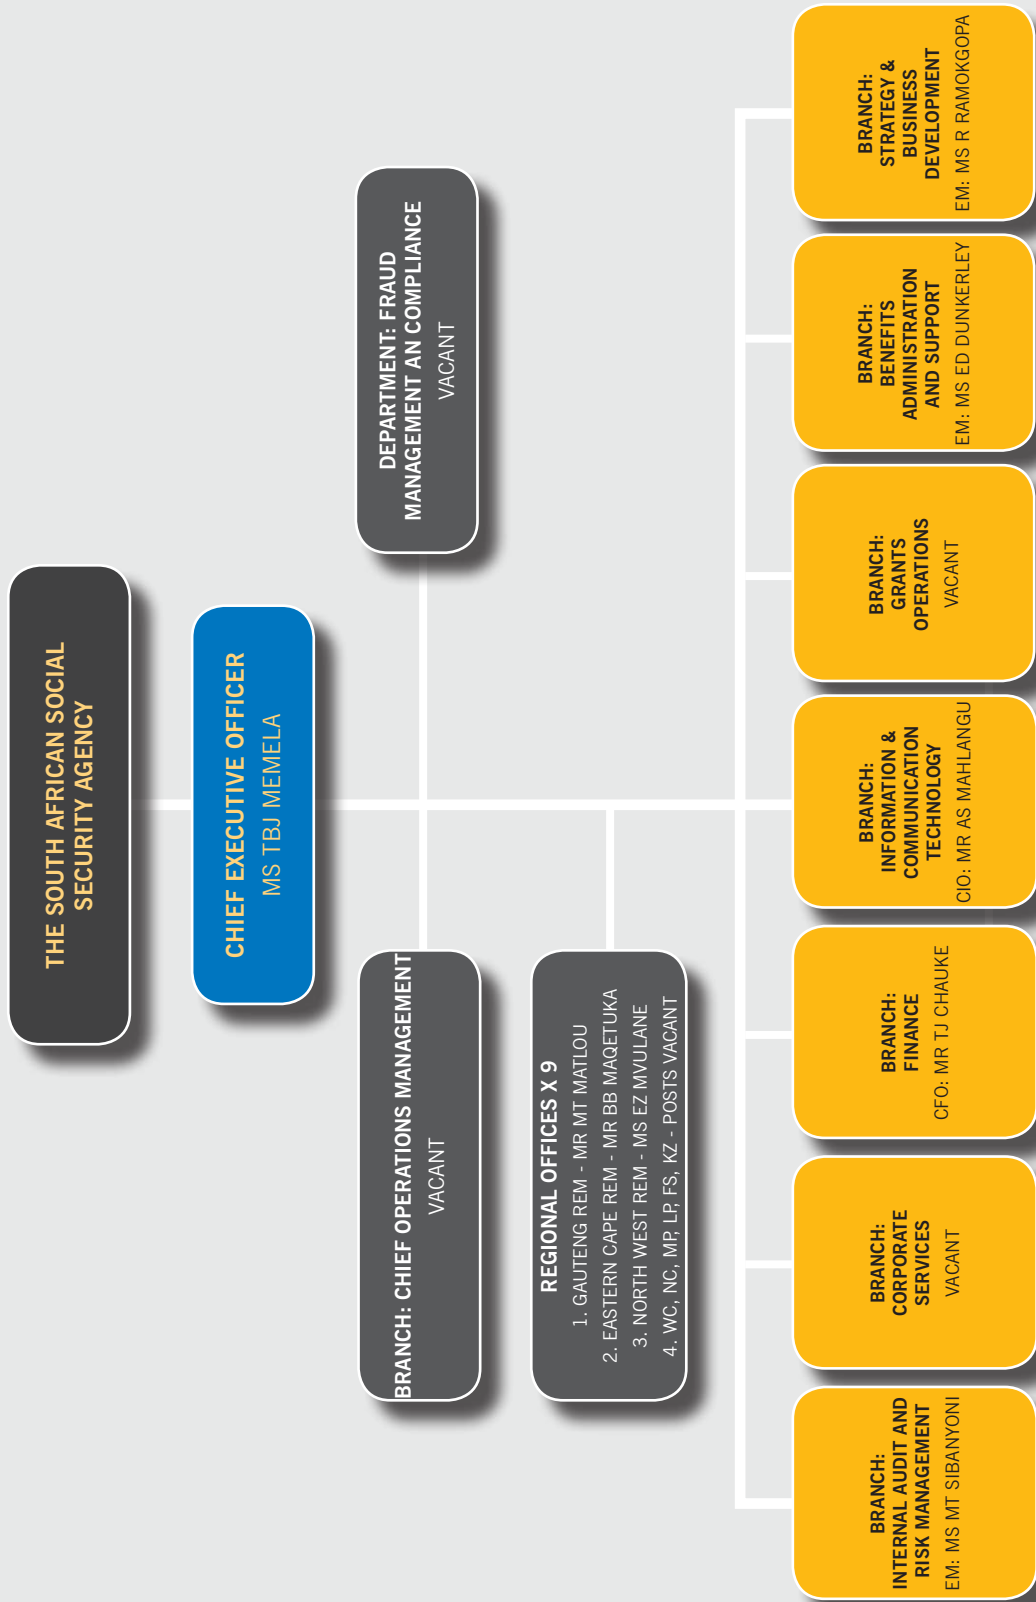 THE SOUTH AFRICAN SOCIAL
SECURITY AGENCY
CHIEF EXECUTIVE OFFICER
MS TBJ MEMELA
BRANCH: CHIEF OPERATIONS MANAGEMENT
VACANT
DEPARTMENT: FRAUD
MANAGEMENT AN COMPLIANCE
VACANT
REGIONAL OFFICES X 9
1. GAUTENG REM - MR MT MATLOU
2. EASTERN CAPE REM - MR BB MAQETUKA
3. NORTH WEST REM - MS EZ MVULANE
4. WC, NC, MP, LP, FS, KZ - POSTS VACANT
BRANCH:
INTERNAL AUDIT AND
RISK MANAGEMENT
EM: MS MT SIBANYONI
BRANCH:
CORPORATE
SERVICES
VACANT
BRANCH:
FINANCE
CFO: MR TJ CHAUKE
BRANCH:
INFORMATION &
COMMUNICATION
TECHNOLOGY
CIO: MR AS MAHLANGU
BRANCH:
GRANTS
OPERATIONS
VACANT
BRANCH:
BENEFITS
ADMINISTRATION
AND SUPPORT
EM: MS ED DUNKERLEY
BRANCH:
STRATEGY &
BUSINESS
DEVELOPMENT
EM: MS R RAMOKGOPA